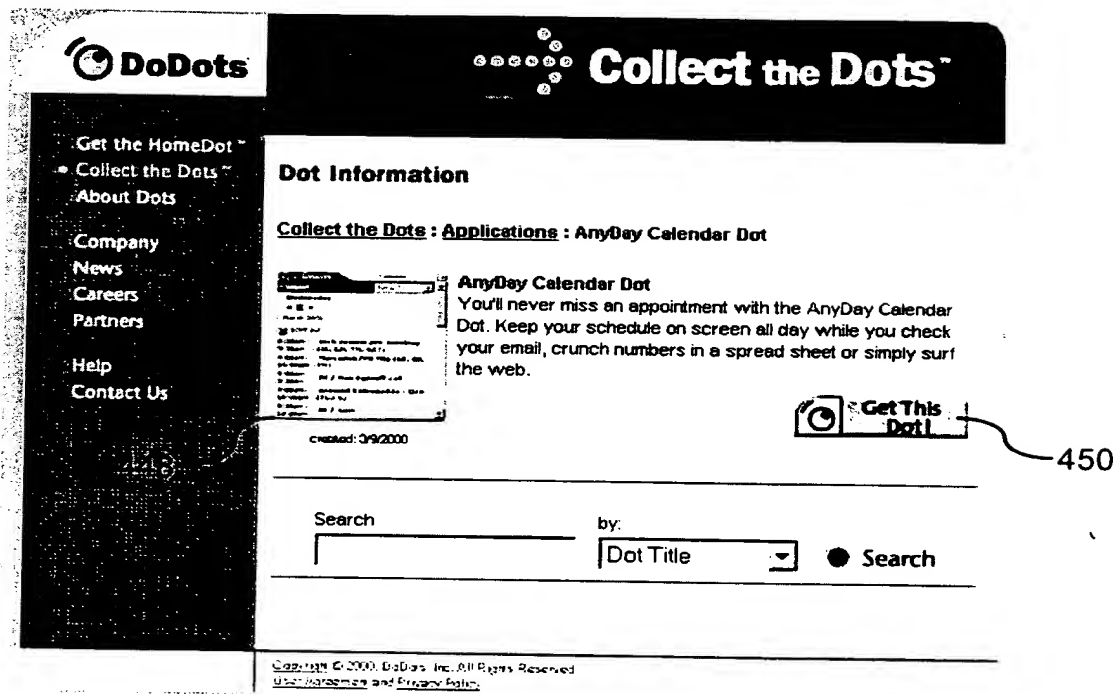 DoDots
Collect the Dots™
Get the HomeDot™
Collect the Dots™
About Dots
Company
News
Careers
Partners
Help
Contact Us
Dot Information
Collect the Dots : Applications : AnyDay Calendar Dot
AnyDay Calendar Dot
You'll never miss an appointment with the AnyDay Calendar
Dot. Keep your schedule on screen all day while you check
your email, crunch numbers in a spread sheet or simply surf
the web.
created: 3/9/2000
Get This
Dot!
450
Search
by:
Dot Title
Search
Copyright © 2000, DoDots, Inc. All Rights Reserved
User Agreement and Privacy Policy